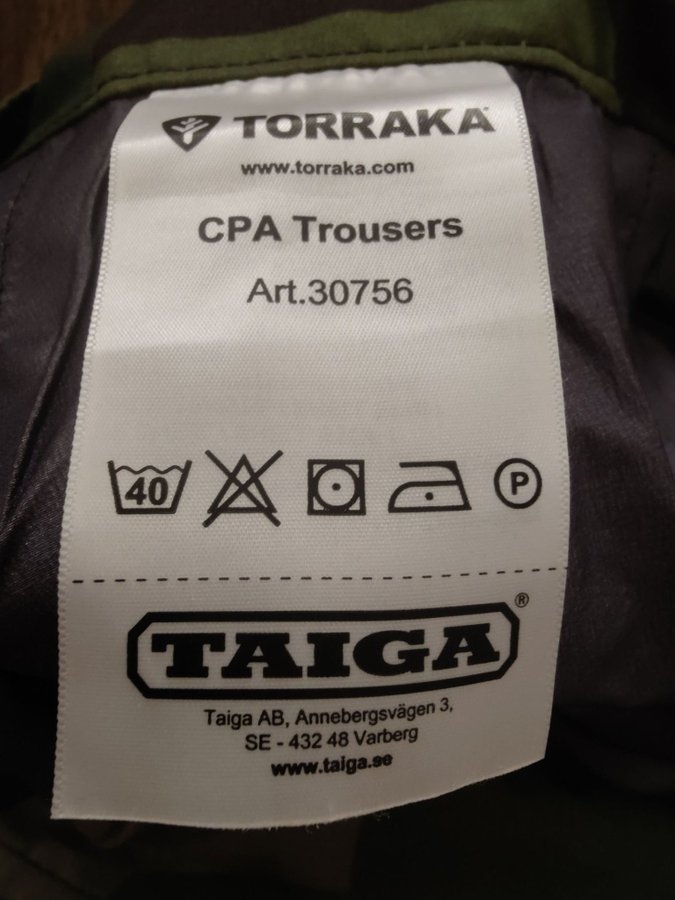 TORRAKA
www.torraka.com
CPA Trousers
Art.30756
40 P
TAIGA®
Taiga AB, Annebergsvägen 3,
SE - 432 48 Varberg
www.taiga.se